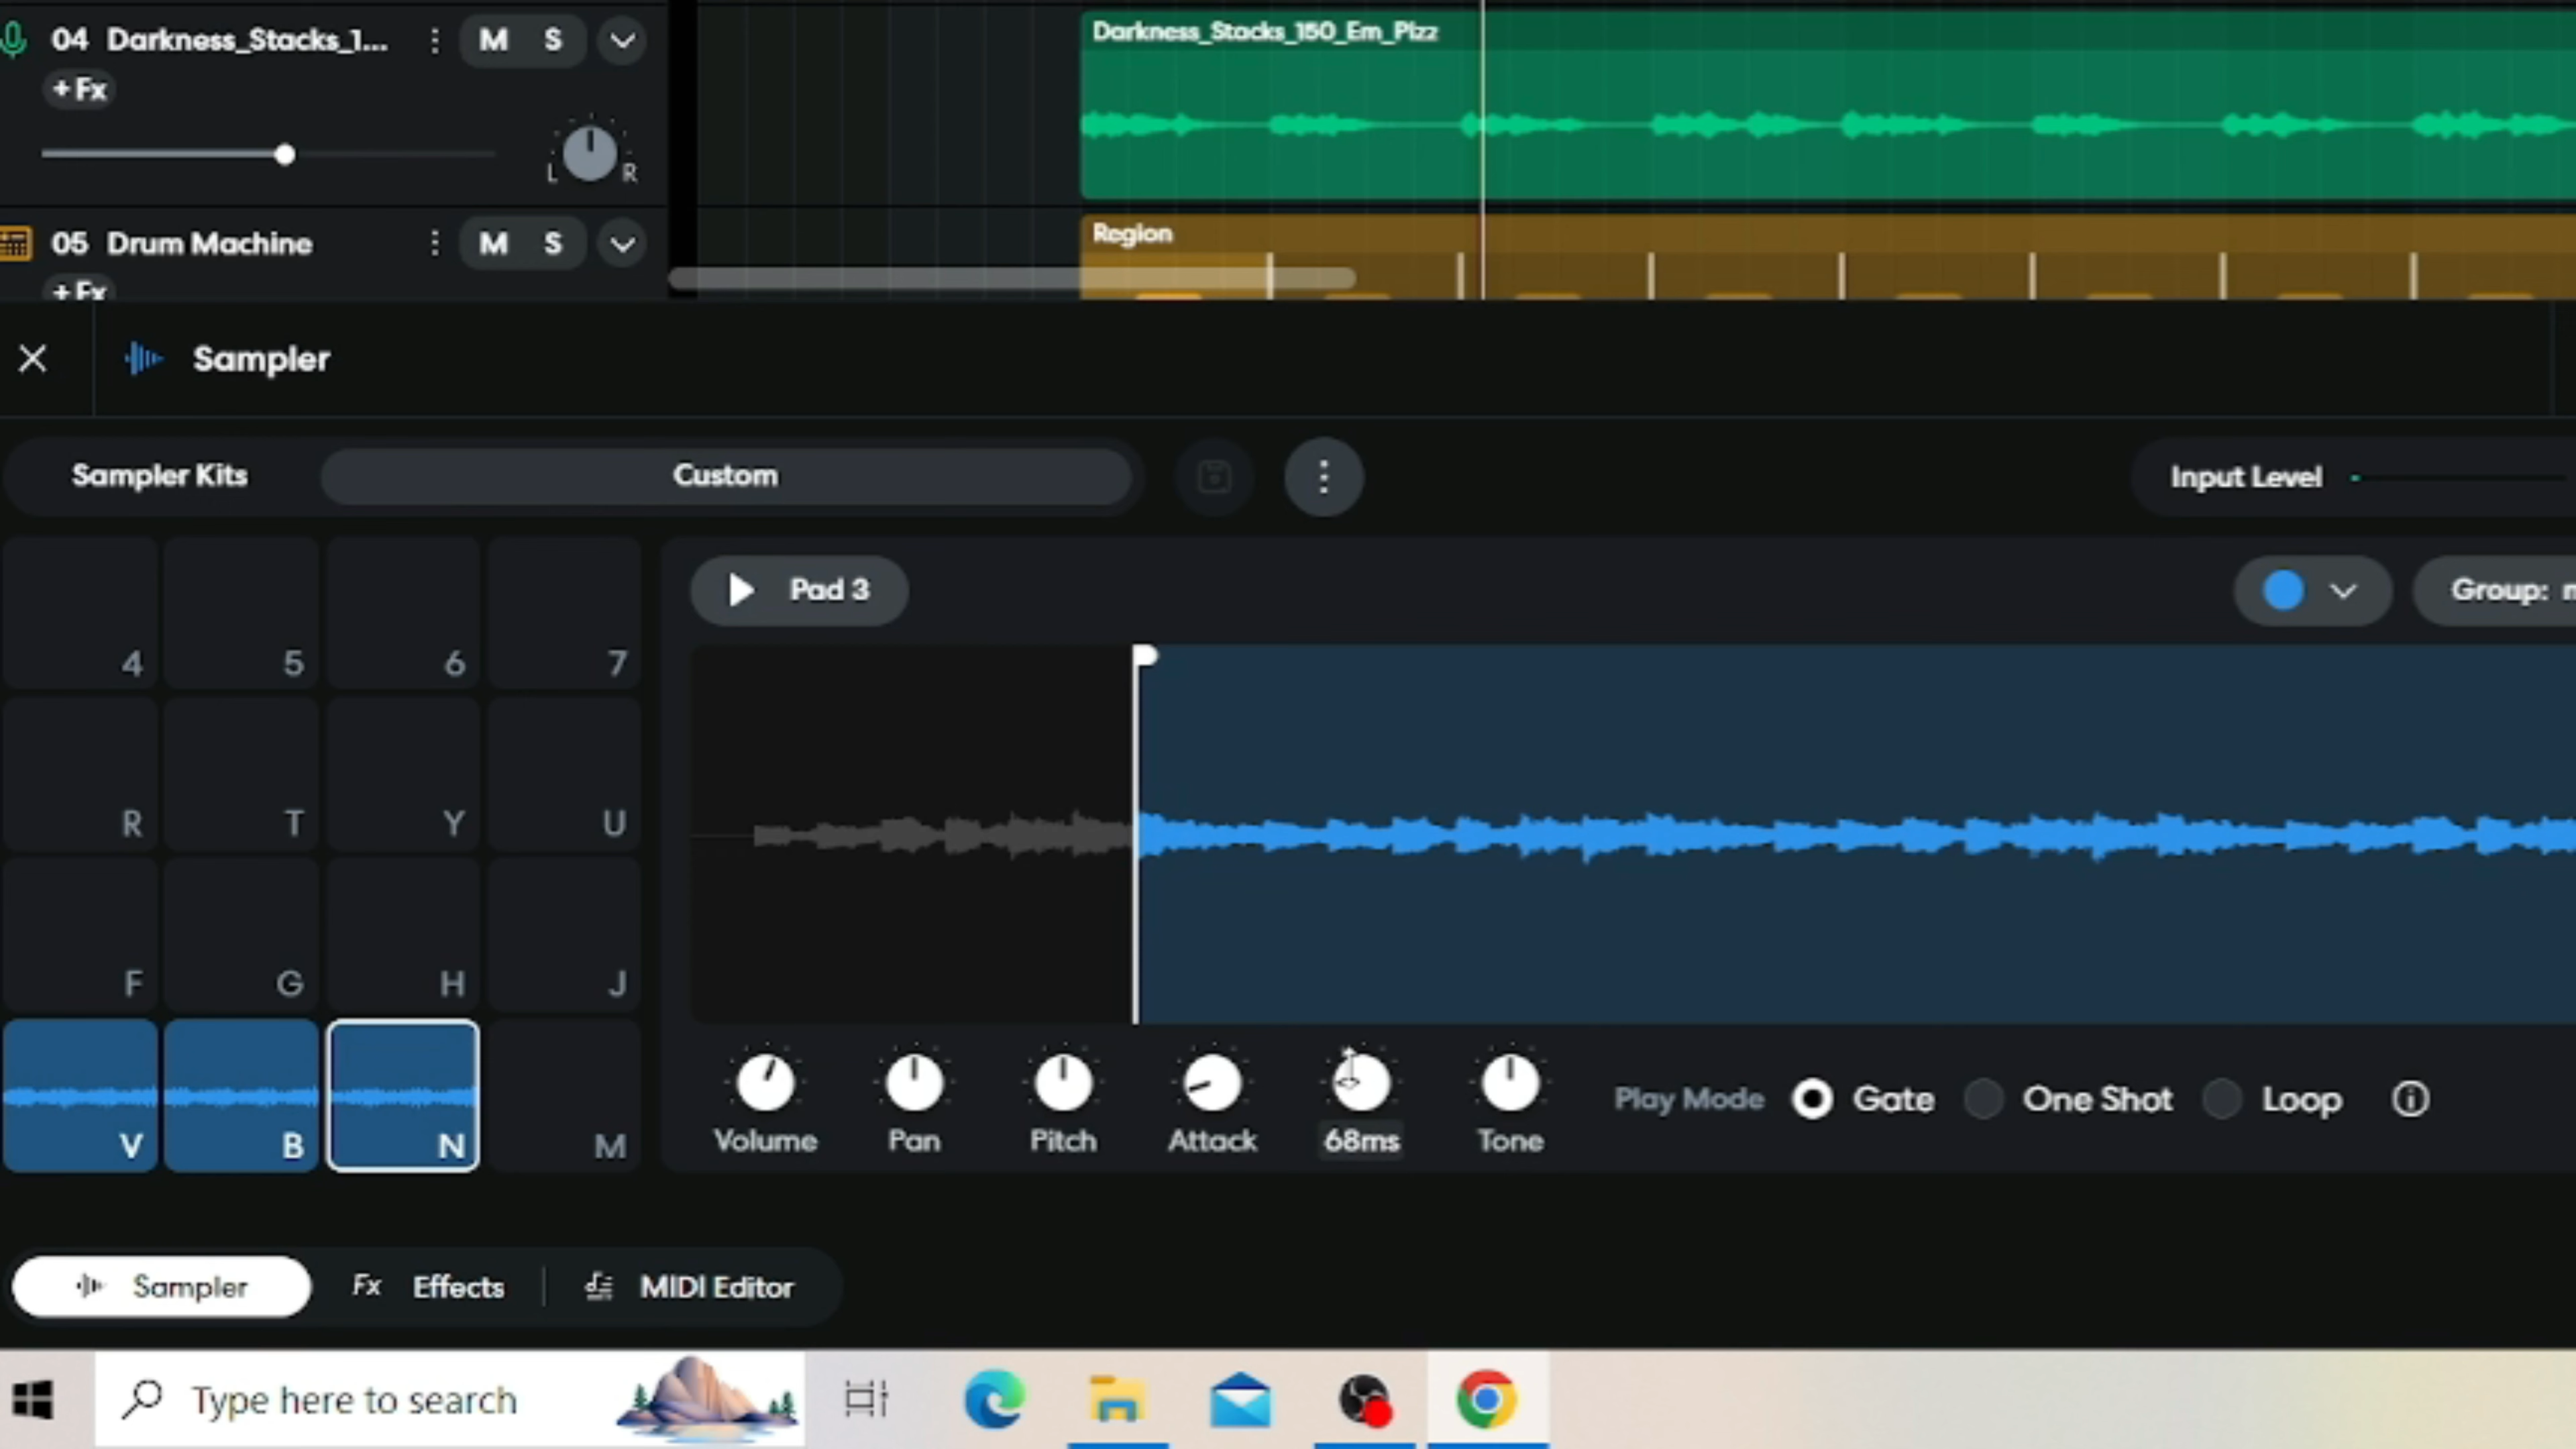 04 Darkness_Stacks_1... M S
+ Fx
L R
Darkness_Stacks_150_Em_Pizz
05 Drum Machine M S
+ Fx
Region
Sampler
Sampler Kits Custom
Input Level
4 5 6 7
R T Y U
F G H J
V B N M
Pad 3
Group:
Volume Pan Pitch Attack 68ms Tone
Play Mode Gate One Shot Loop
Sampler Fx Effects MIDI Editor
Type here to search